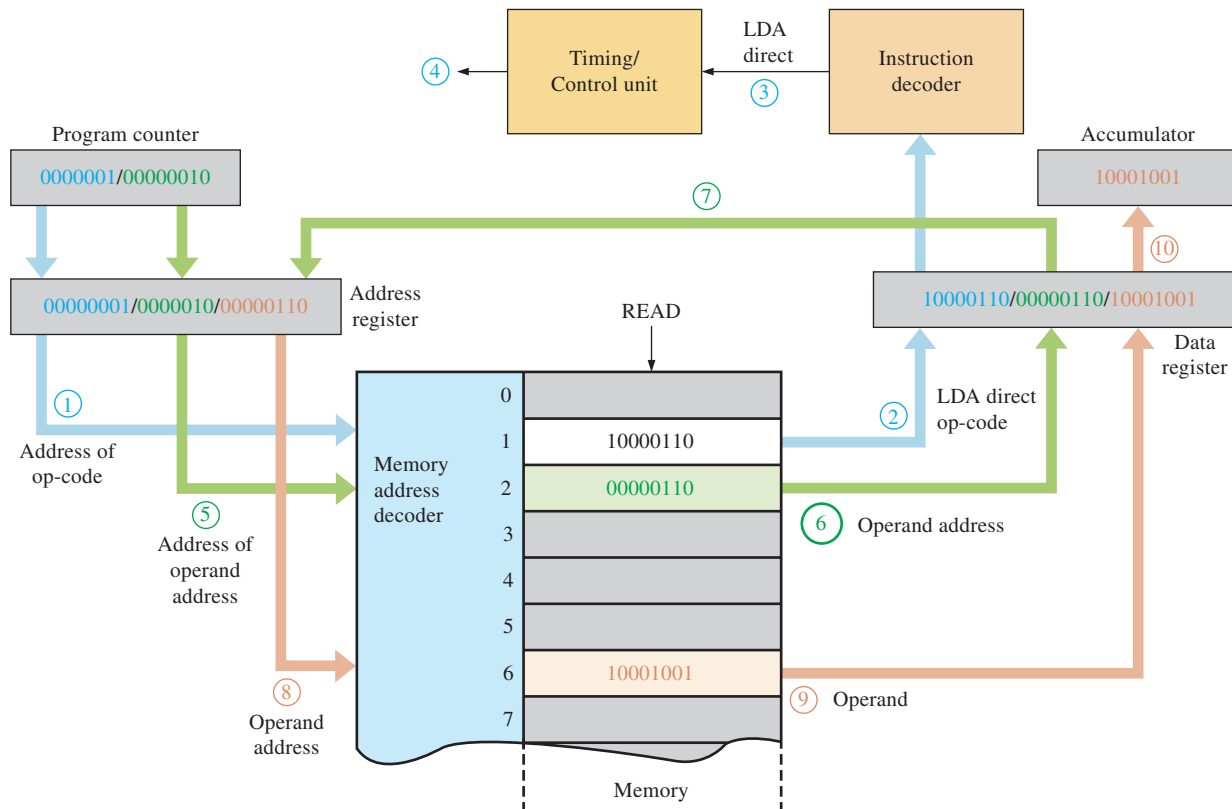 LDA
direct
③
④
Timing/
Control unit
Instruction
decoder
Program counter
0000001/00000010
Accumulator
10001001
⑦
⑩
00000001/0000010/00000110
Address
register
10000110/00000110/10001001
Data
register
READ
①
Address of
op-code
②
LDA direct
op-code
Memory
address
decoder
0
1
10000110
2
00000110
3
4
5
6
10001001
7
⑤
Address of
operand
address
⑥
Operand address
⑧
Operand
address
⑨
Operand
Memory